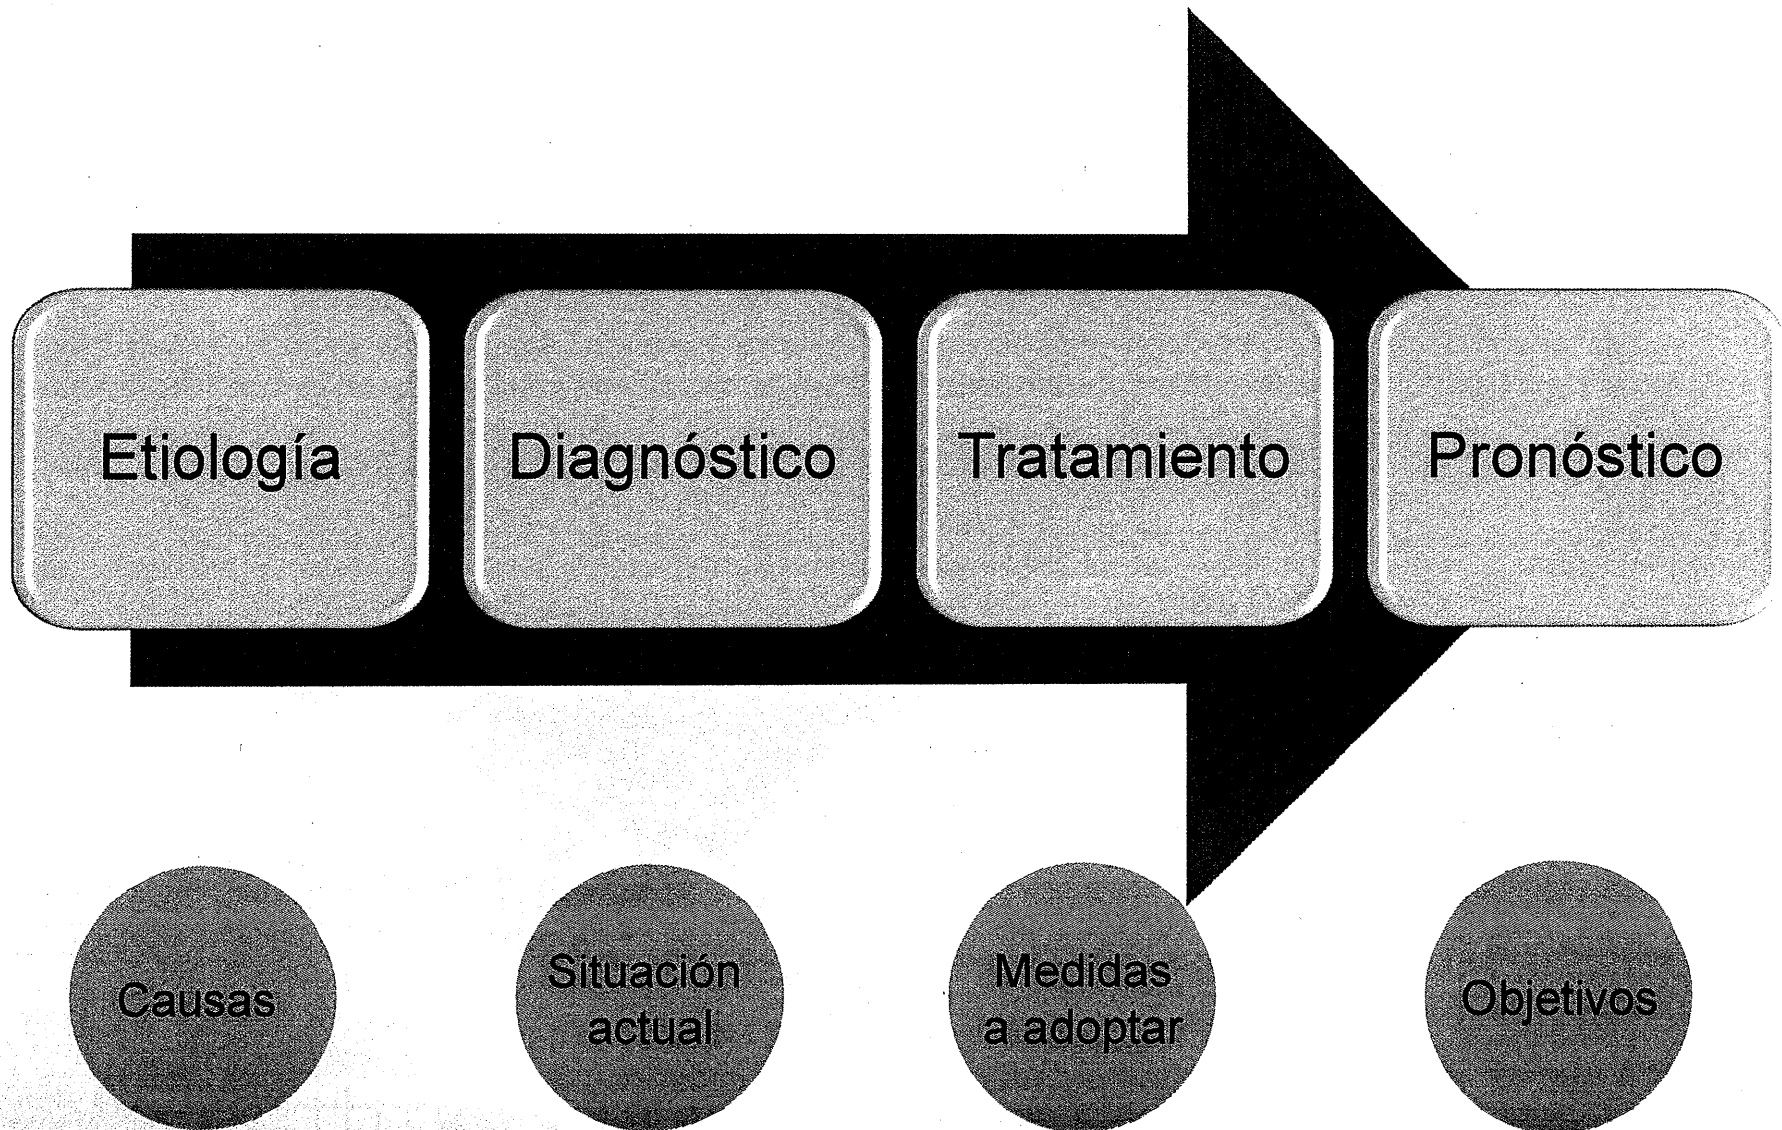 Etiología
Diagnóstico
Tratamiento
Pronóstico
Causas
Situación
actual
Medidas
a adoptar
Objetivos